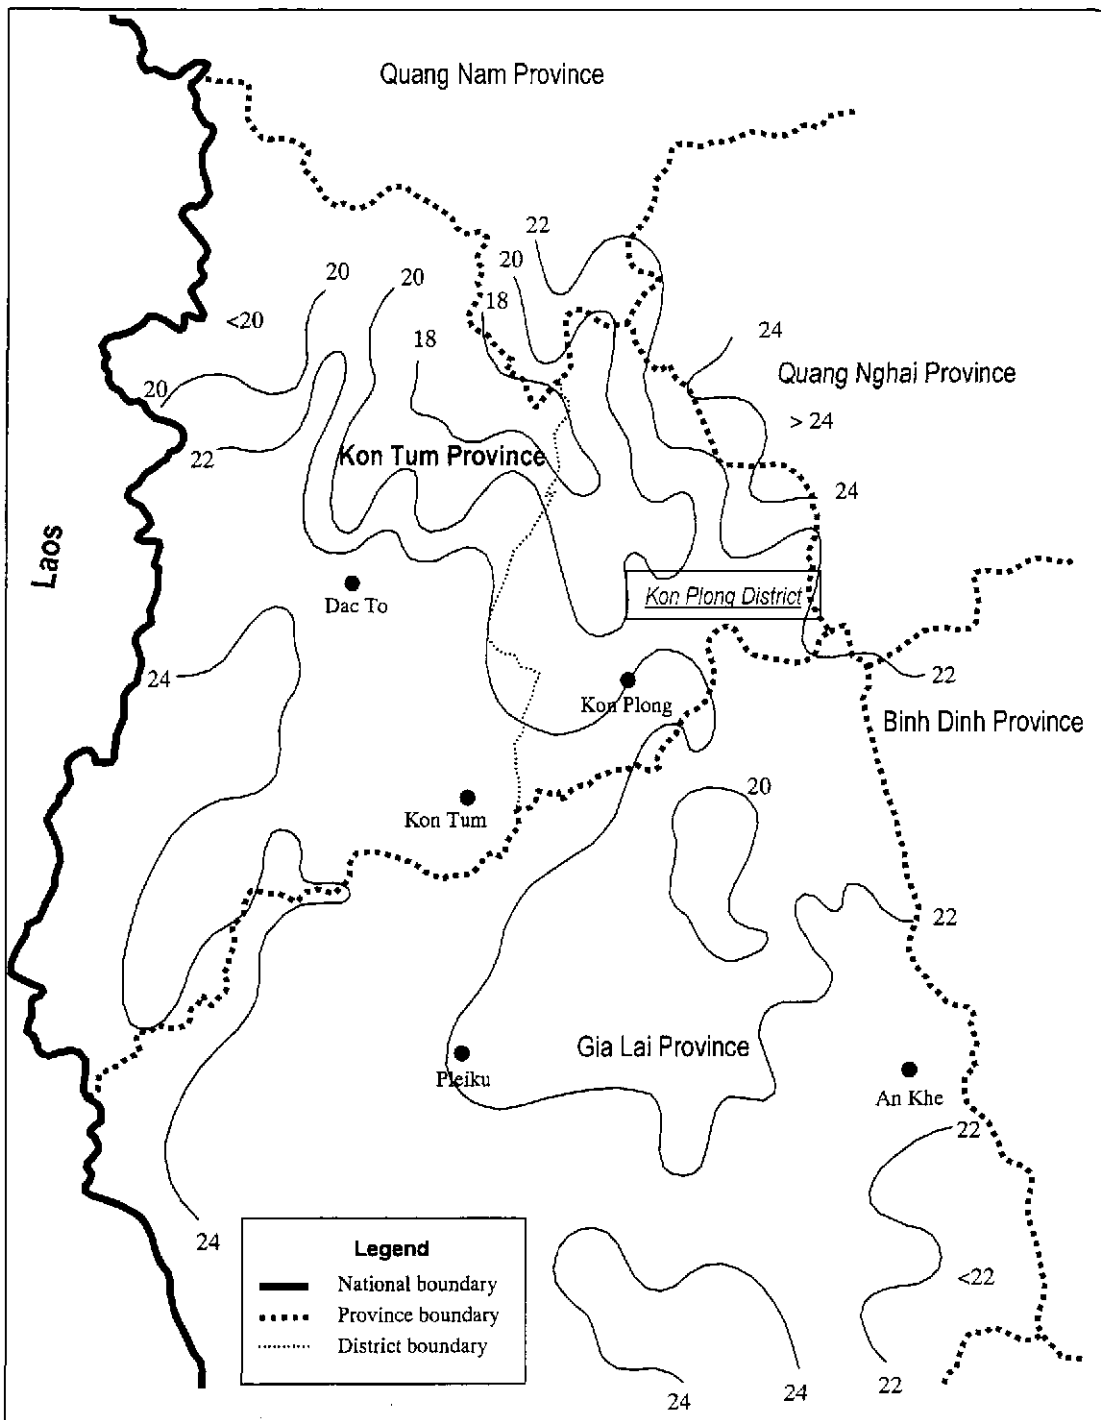 Quang Nam Province
22
20
20
20
18
<20
18
24
Quang Nghai Province
20
> 24
22
Kon Tum Province
24
Laos
Dac To
Kon Plong District
24
22
Kon Plong
Binh Dinh Province
20
Kon Tum
22
Gia Lai Province
Pleiku
An Khe
22
24
Legend
National boundary
<22
Province boundary
District boundary
24
24
22